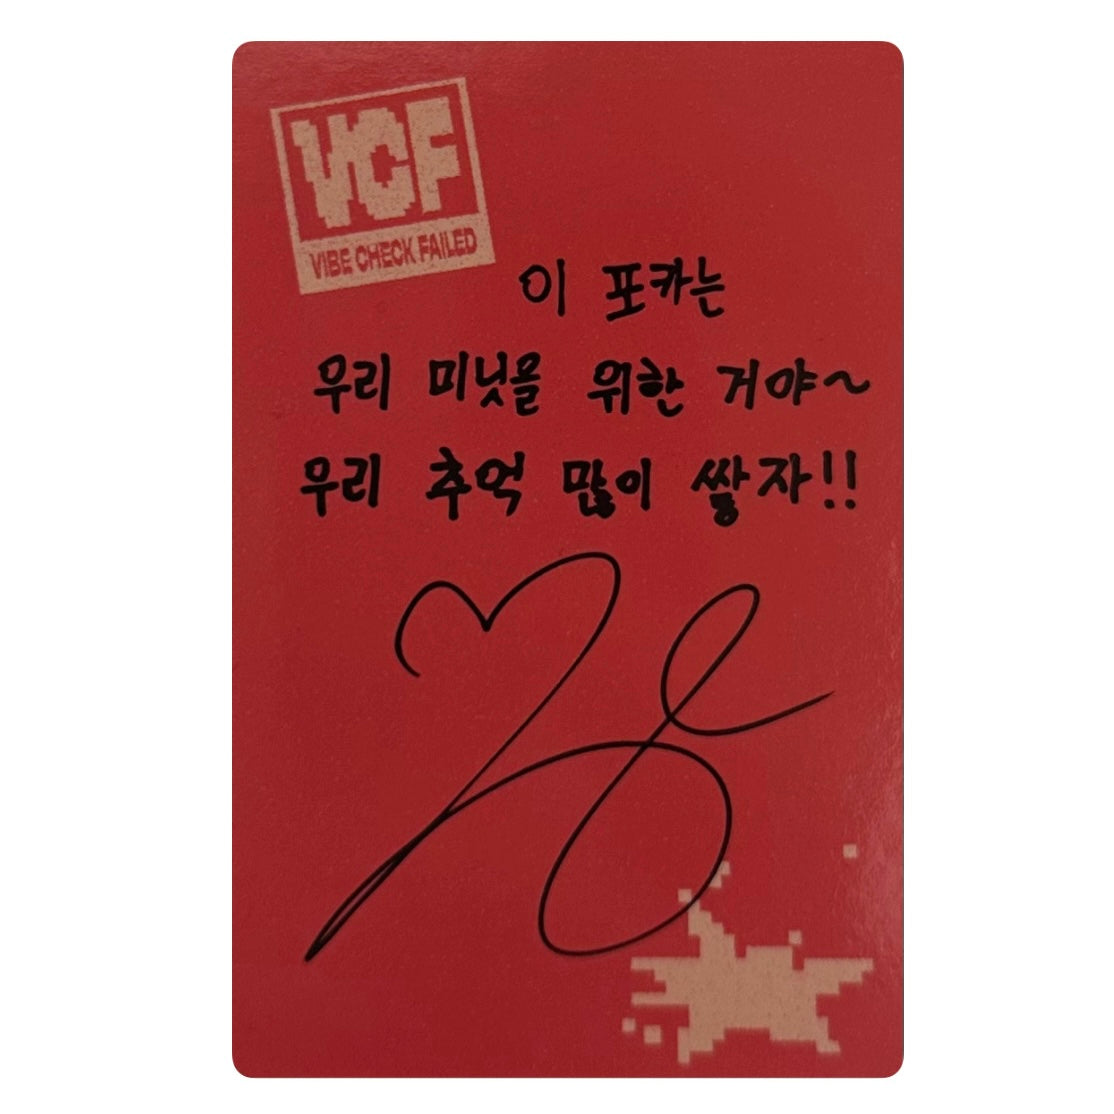 VCF
VIBE CHECK FAILED
이 포카는
우리 미닛을 위한 거야~
우리 추억 많이 쌓자!!